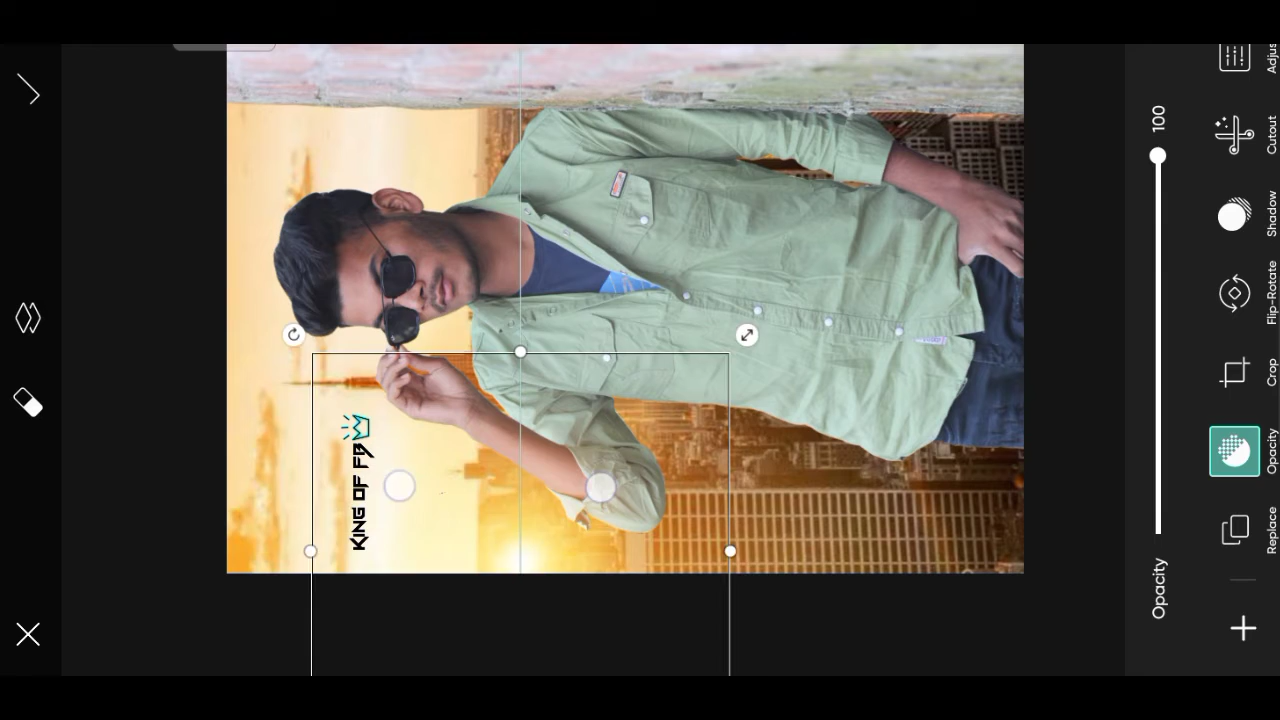 Adjus
Cutout
Shadow
Flip-Rotate
Crop
Opacity
Replace
100
Opacity
KING OF FB